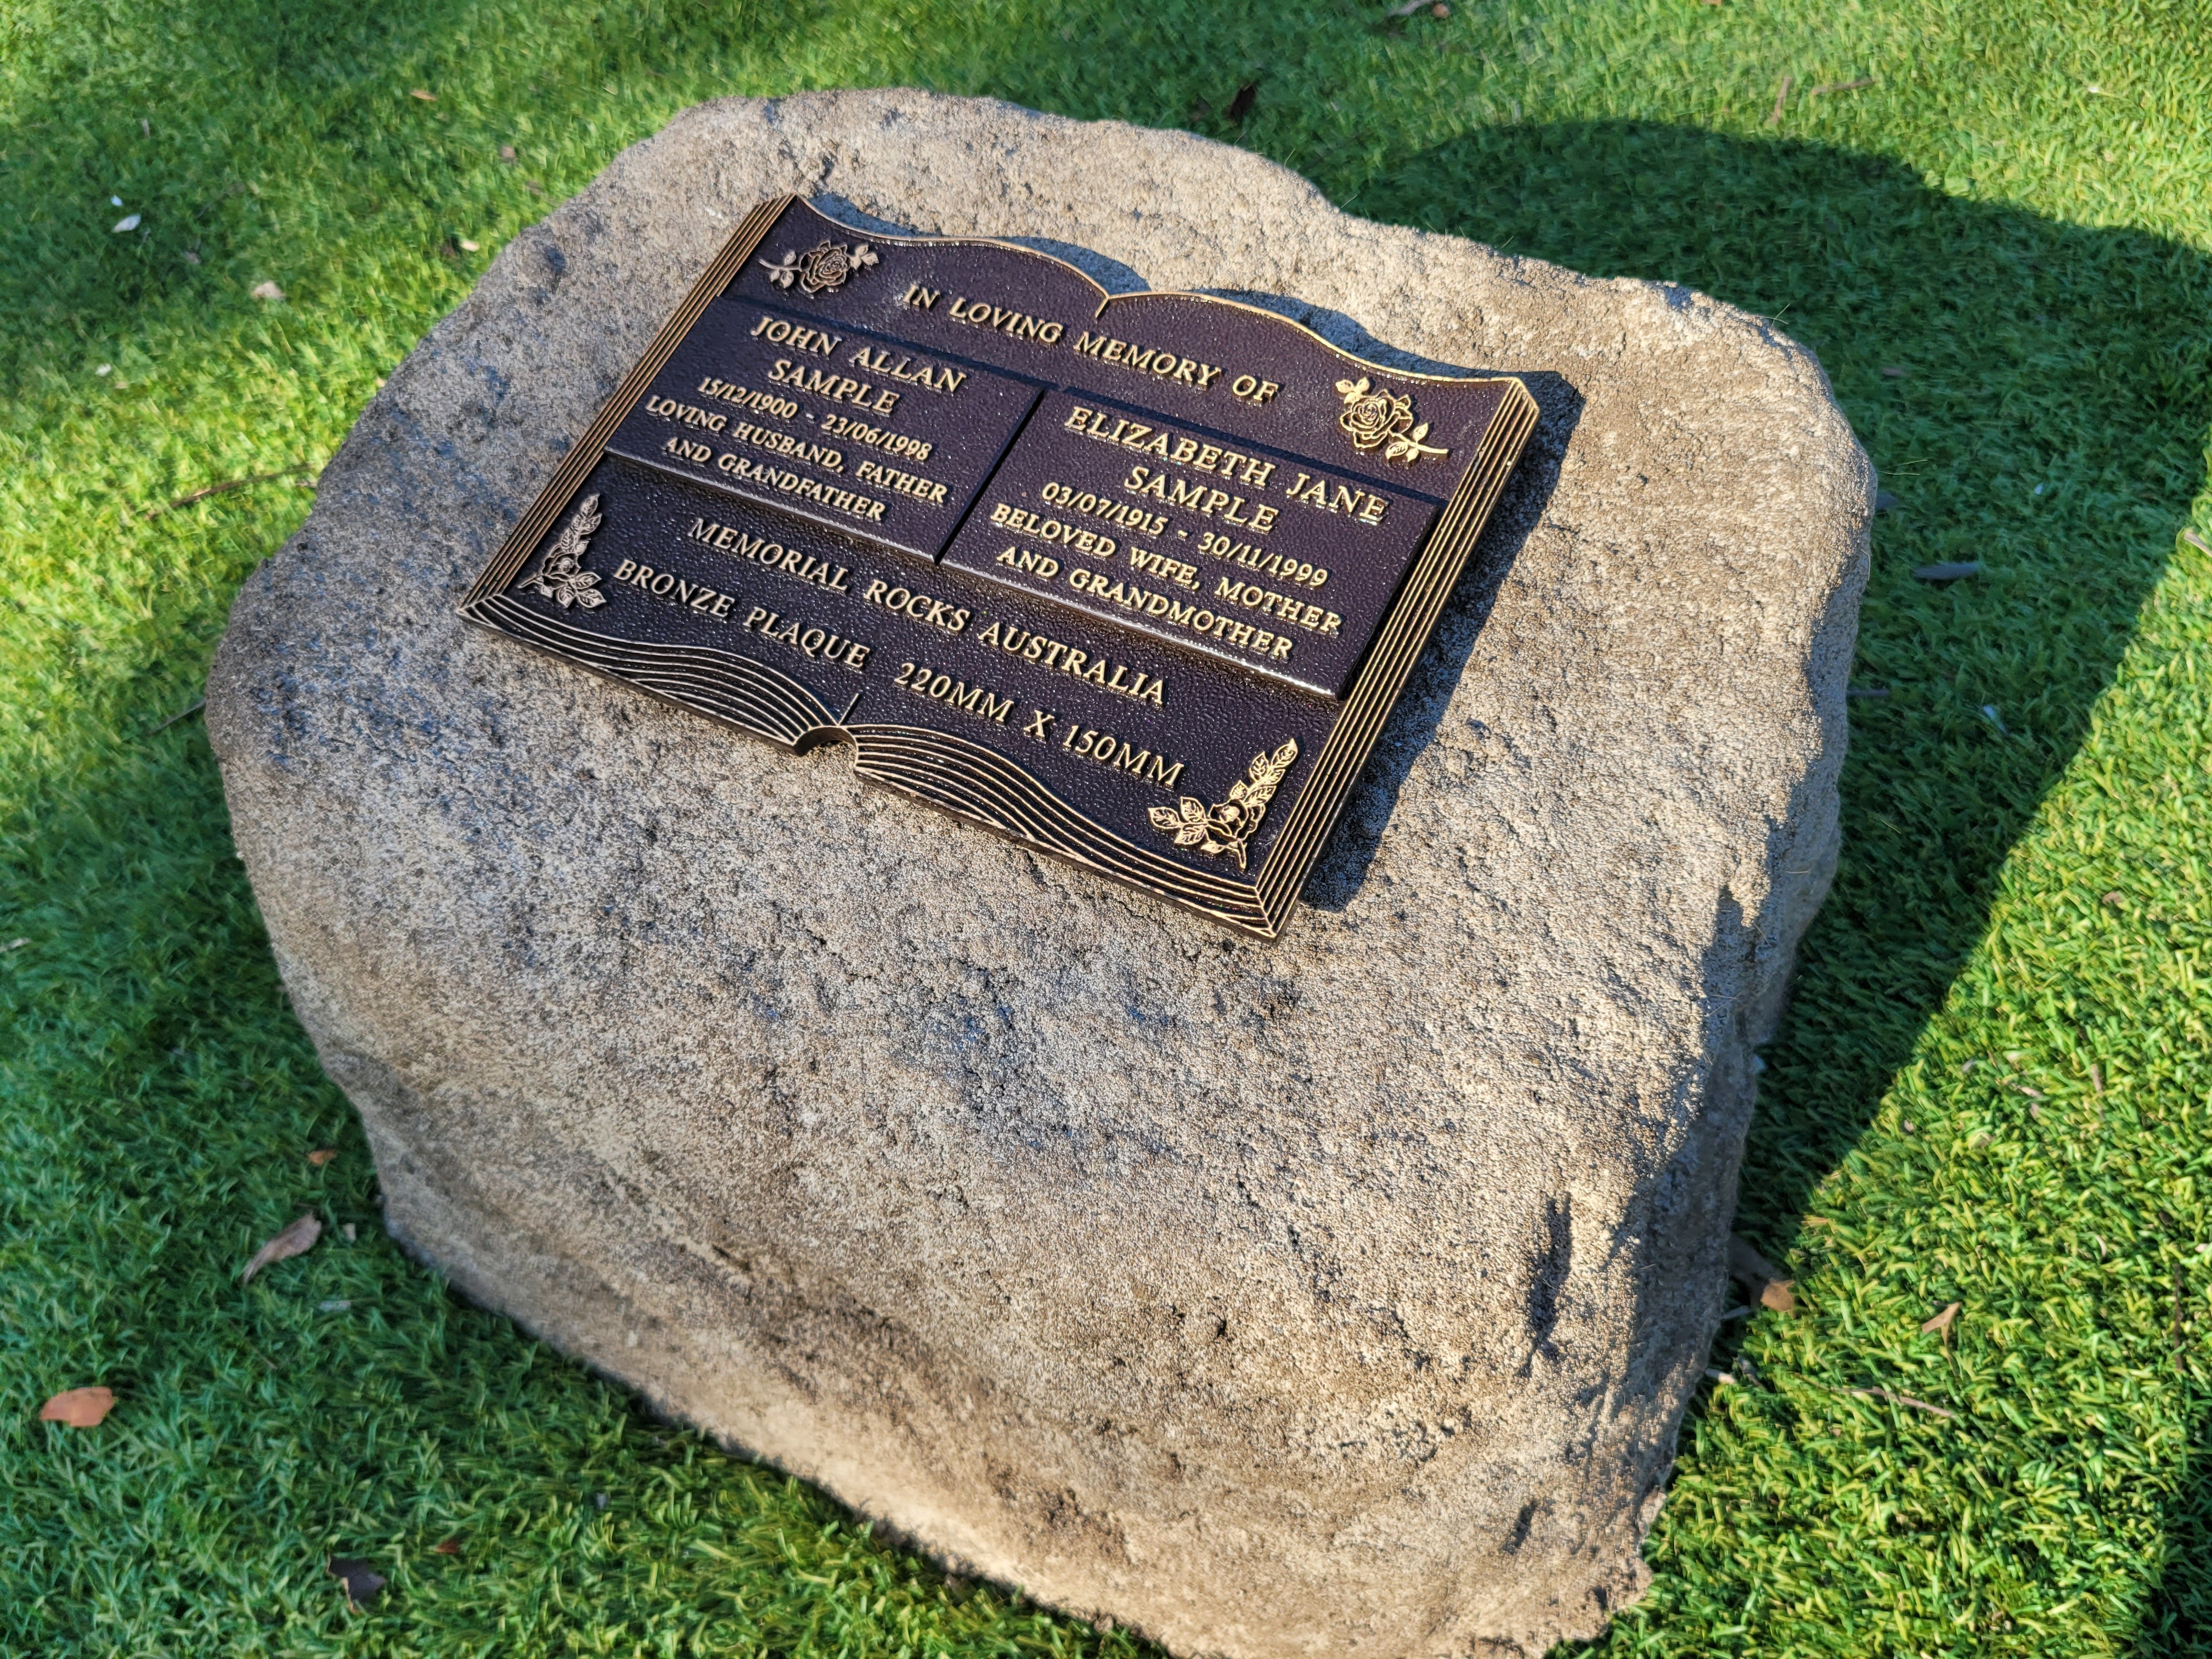 IN LOVING MEMORY OF
JOHN ALLAN
SAMPLE
15/12/1900 - 23/06/1998
LOVING HUSBAND, FATHER
AND GRANDFATHER
ELIZABETH JANE
SAMPLE
03/07/1915 - 30/11/1999
BELOVED WIFE, MOTHER
AND GRANDMOTHER
MEMORIAL ROCKS AUSTRALIA
BRONZE PLAQUE 220MM X 150MM